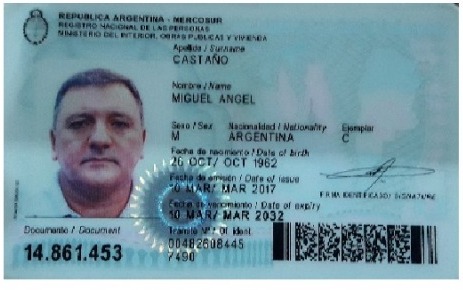 REPUBLICA ARGENTINA - MERCOSUR
REGISTRO NACIONAL DE LAS PERSONAS
MINISTERIO DEL INTERIOR, OBRAS PUBLICAS Y VIVIENDA
Apellido / Surname
CASTAÑO
Nombre / Name
MIGUEL ANGEL
Sexo / Sex Nacionalidad / Nationality Ejemplar
M ARGENTINA C
Fecha de nacimiento / Date of birth
26 OCT/ OCT 1962
Fecha de emisión / Date of issue
10 MAR/ MAR 2017
FIRMA IDENTIFICADO/ SIGNATURE
Fecha de vencimiento / Date of expiry
10 MAR/ MAR 2032
Documento / Document
14.861.453
Tramite N° / Of. ident.
00482608445
7490